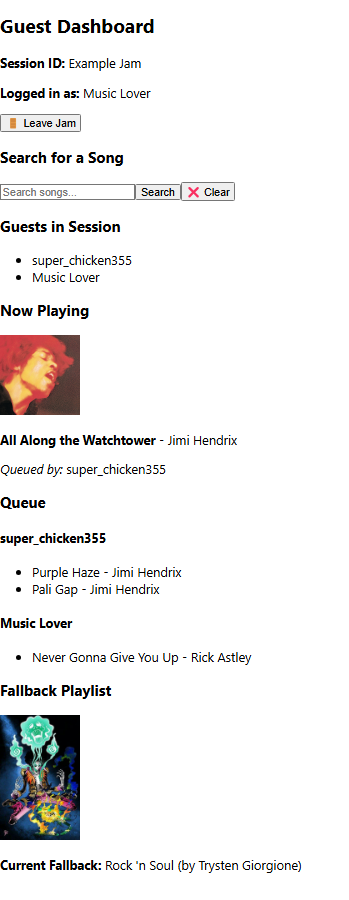 Guest Dashboard
Session ID: Example Jam
Logged in as: Music Lover
Leave Jam
Search for a Song
Search songs...
Search
Clear
Guests in Session
super_chicken355
Music Lover
Now Playing
All Along the Watchtower - Jimi Hendrix
Queued by: super_chicken355
Queue
super_chicken355
Purple Haze - Jimi Hendrix
Pali Gap - Jimi Hendrix
Music Lover
Never Gonna Give You Up - Rick Astley
Fallback Playlist
Current Fallback: Rock 'n Soul (by Trysten Giorgione)